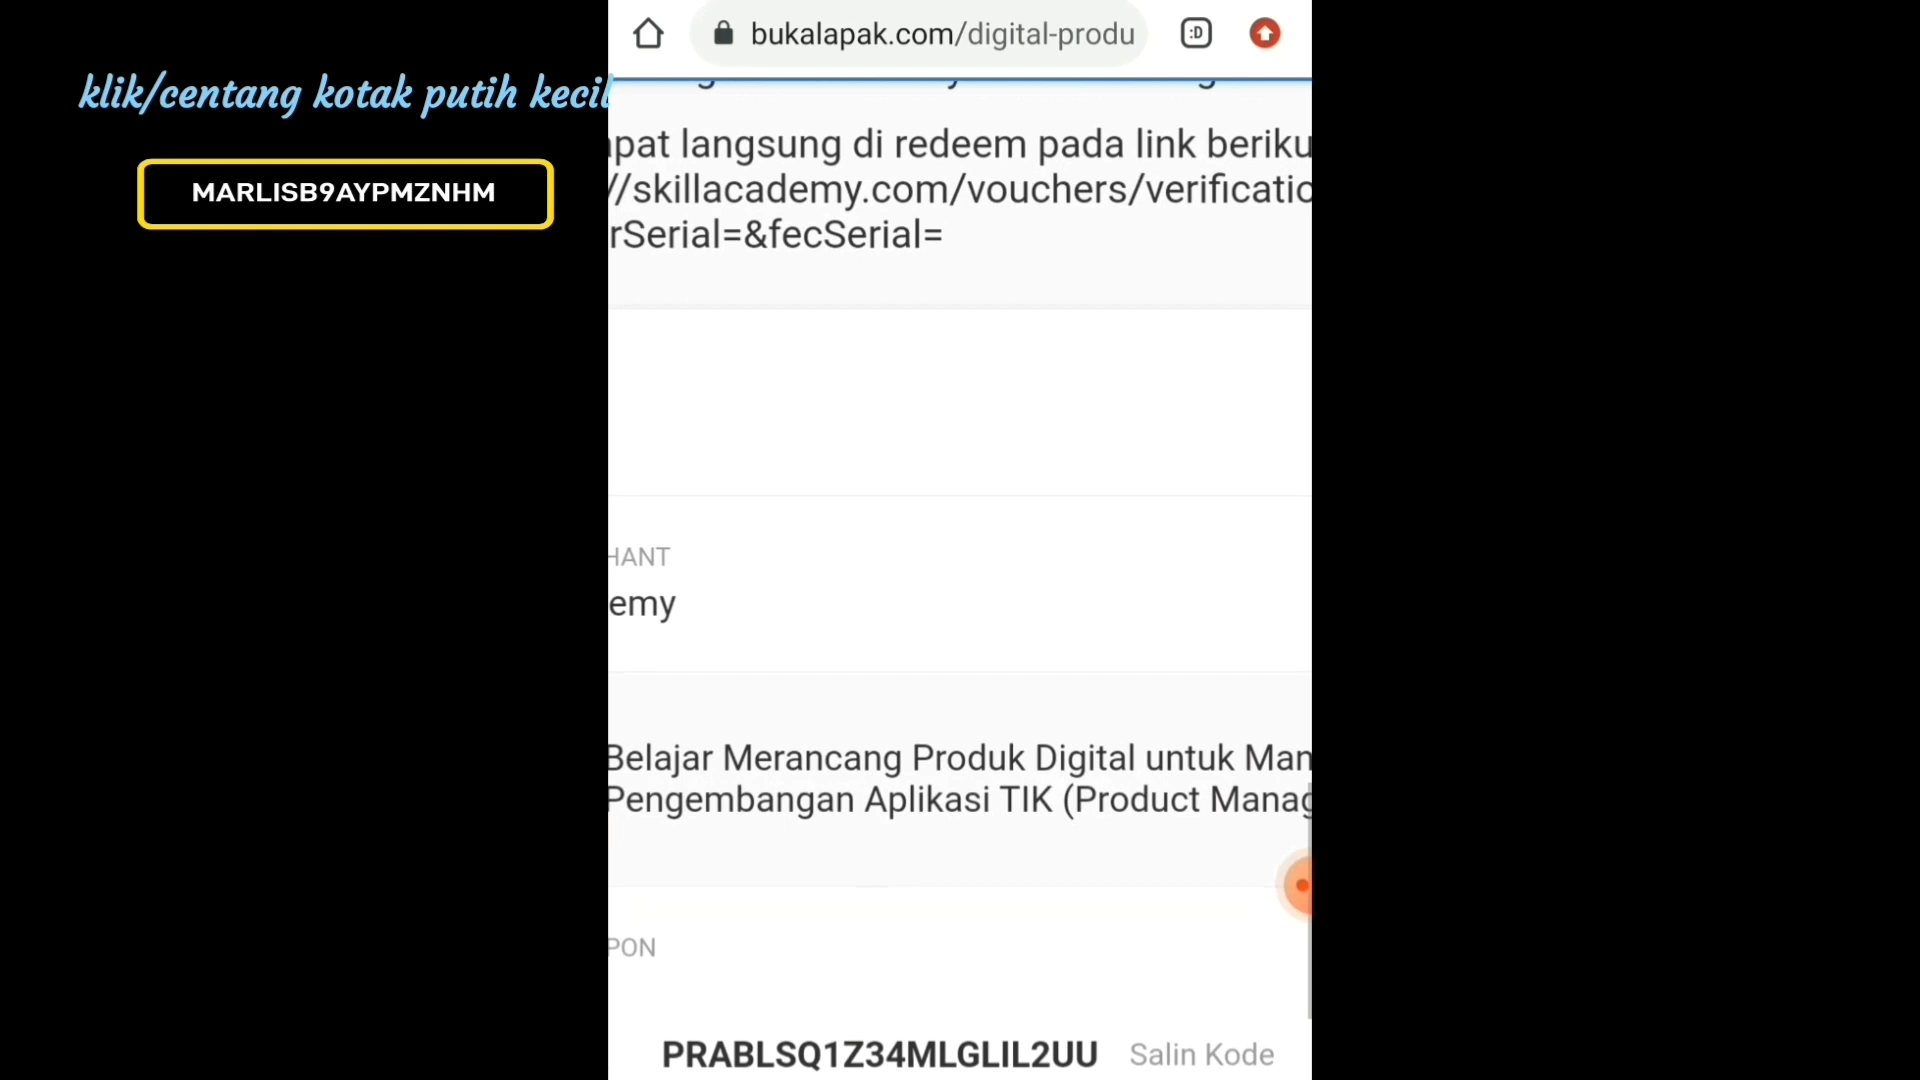 klik/centang kotak putih kecil
MARLISB9AYPMZNHM
:D
bukalapak.com/digital-produ
langsung di redeem pada link beriku
//skillacademy.com/vouchers/verificatio
rSerial=&fecSerial=
HANT
emy
Belajar Merancang Produk Digital untuk Man
Pengembangan Aplikasi TIK (Product Manag
PON
PRABLSQ1Z34MLGLIL2UU Salin Kode